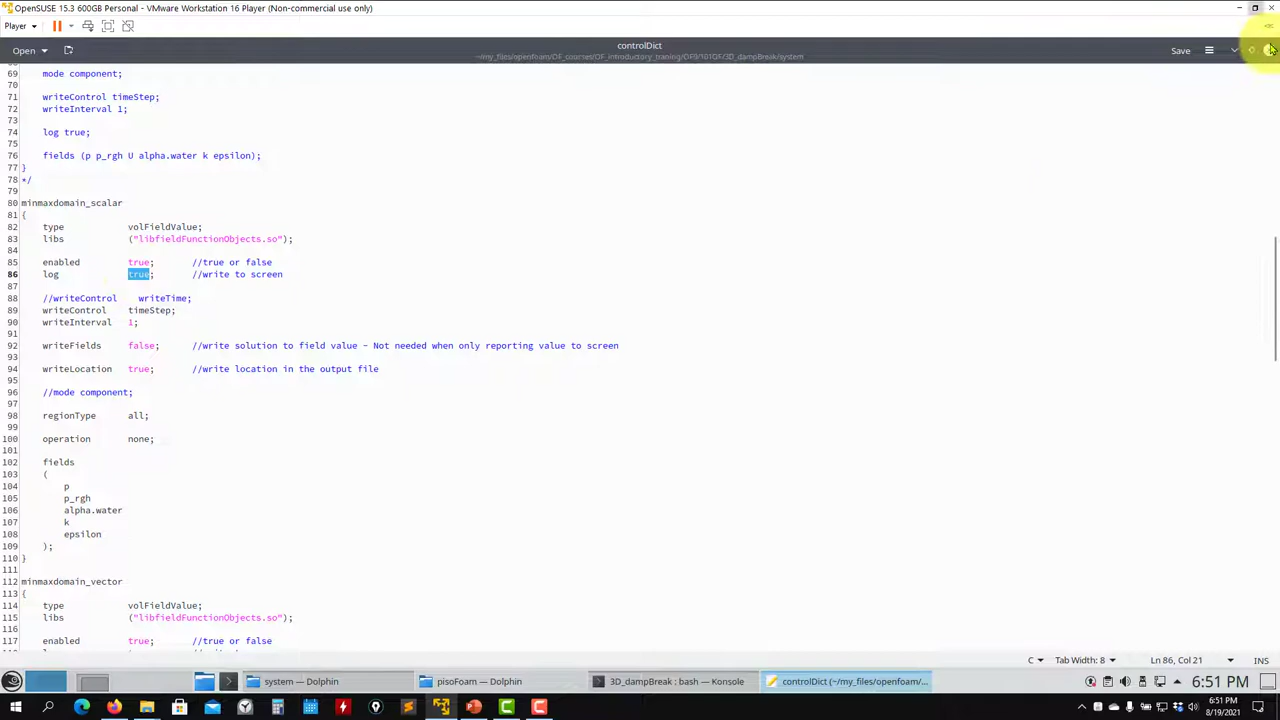 OpenSUSE 15.3 600GB Personal - VMware Workstation 16 Player (Non-commercial use only)
Player
Open
controlDict
Save
69 mode component;
70
71 writeControl timeStep;
72 writeInterval 1;
73
74 log true;
75
76 fields (p p_rgh U alpha.water k epsilon);
77 }
78 */
79
80 minmaxdomain_scalar
81 {
82 type volFieldValue;
83 libs ("libfieldFunctionObjects.so");
84
85 enabled true; //true or false
86 log true; //write to screen
87
88 //writeControl writeTime;
89 writeControl timeStep;
90 writeInterval 1;
91
92 writeFields false; //write solution to field value - Not needed when only reporting value to screen
93
94 writeLocation true; //write location in the output file
95
96 //mode component;
97
98 regionType all;
99
100 operation none;
101
102 fields
103 (
104 p
105 p_rgh
106 alpha.water
107 k
108 epsilon
109 );
110 }
111
112 minmaxdomain_vector
113 {
114 type volFieldValue;
115 libs ("libfieldFunctionObjects.so");
116
117 enabled true; //true or false
C Tab Width: 8 Ln 86, Col 21 INS
system — Dolphin
pisoFoam — Dolphin
3D_dampBreak : bash — Konsole
controlDict (~/my_files/openfoam/...
6:51 PM
6:51 PM
8/19/2021